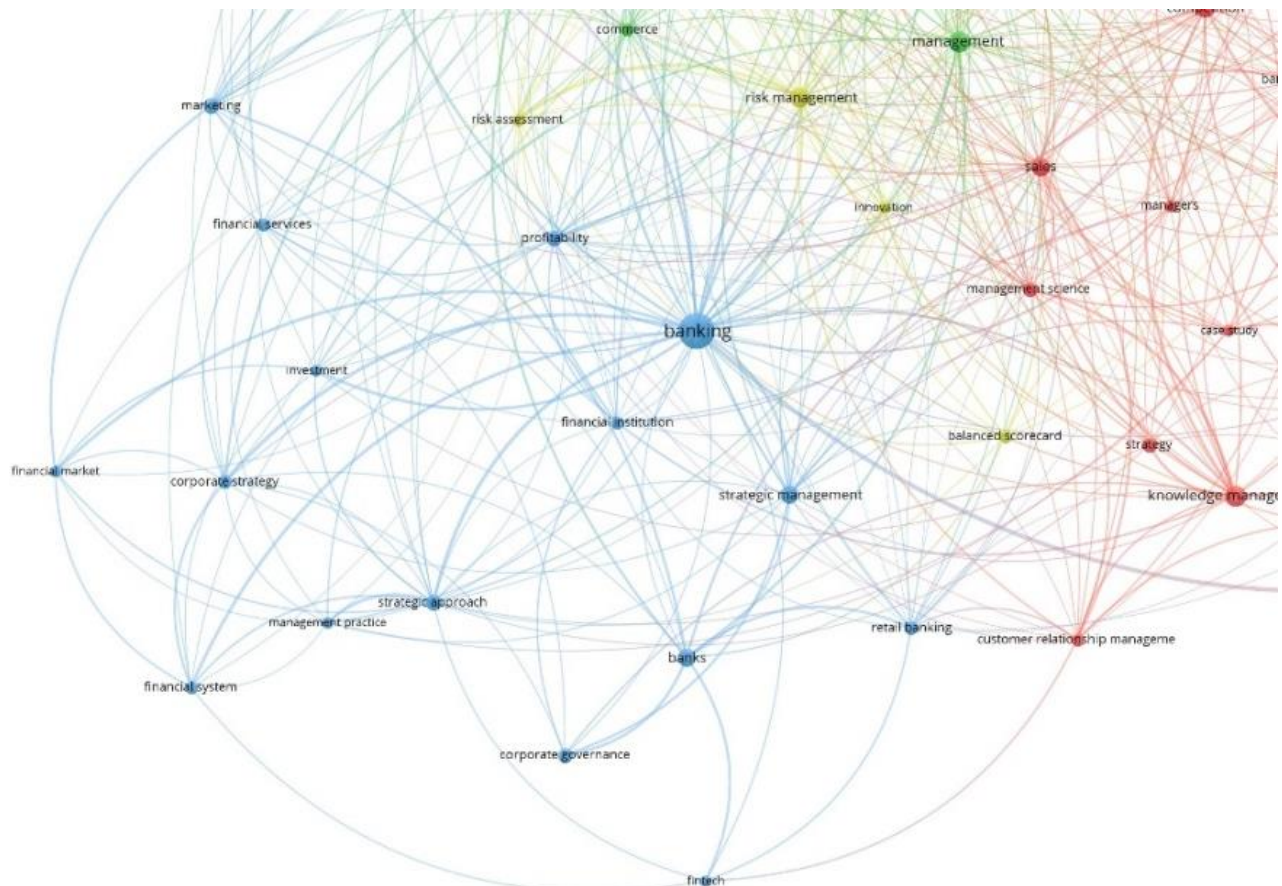 commerce
management
marketing
risk management
risk assessment
sales
innovation
managers
financial services
profitability
management science
banking
case study
investment
financial institution
balanced scorecard
strategy
financial market
corporate strategy
strategic management
knowledge manage
strategic approach
management practice
retail banking
customer relationship manageme
banks
financial system
corporate governance
fintech